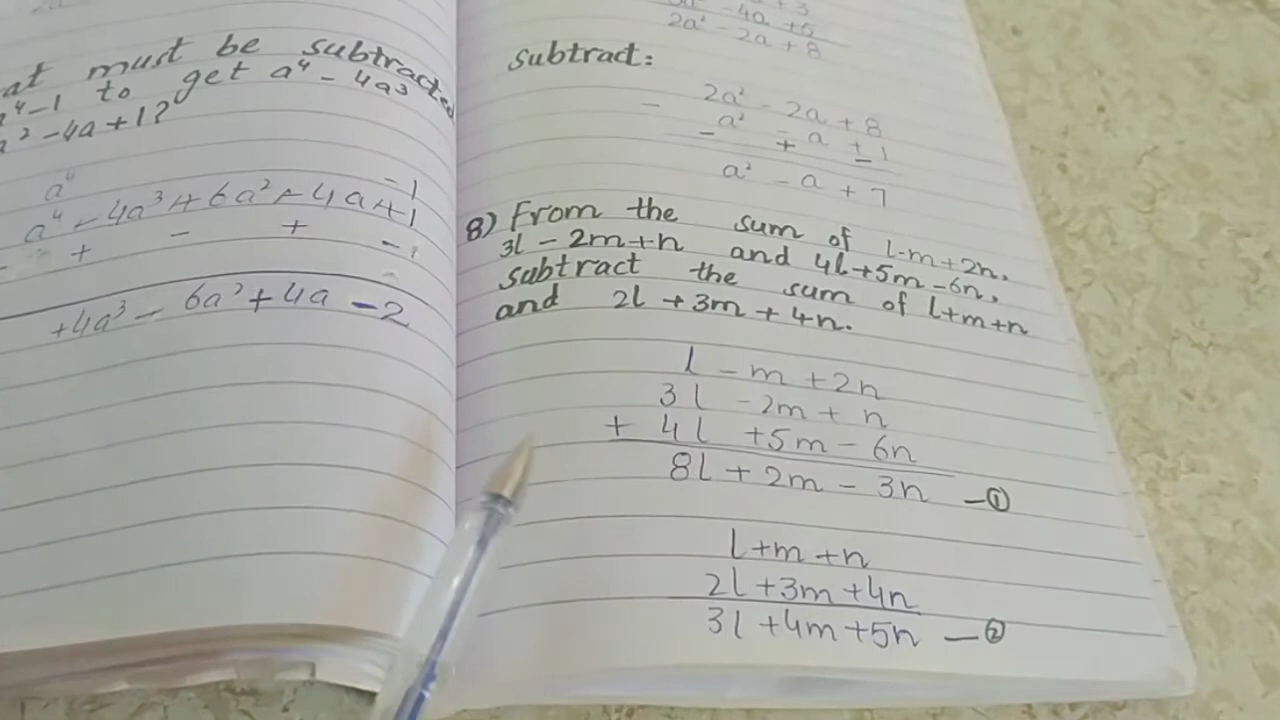 at must be subtracted
⁴-1 to get a⁴ - 4a³
² - 4a + 1?
a⁴ - 1
a⁴ - 4a³ + 6a² - 4a + 1
- + - + -
+4a³ - 6a² + 4a - 2
+ 3
- 4a + 5
2a² - 2a + 8
subtract:
2a² - 2a + 8
- a² - a + 1
- + -
a² - a + 7
8) From the sum of l-m+2n,
3l - 2m+n and 4l+5m-6n,
subtract the sum of l+m+n
and 2l + 3m + 4n.
l - m + 2n
3l - 2m + n
+ 4l + 5m - 6n
8l + 2m - 3n - ①
l+m+n
2l+3m+4n
3l+4m+5n - ②